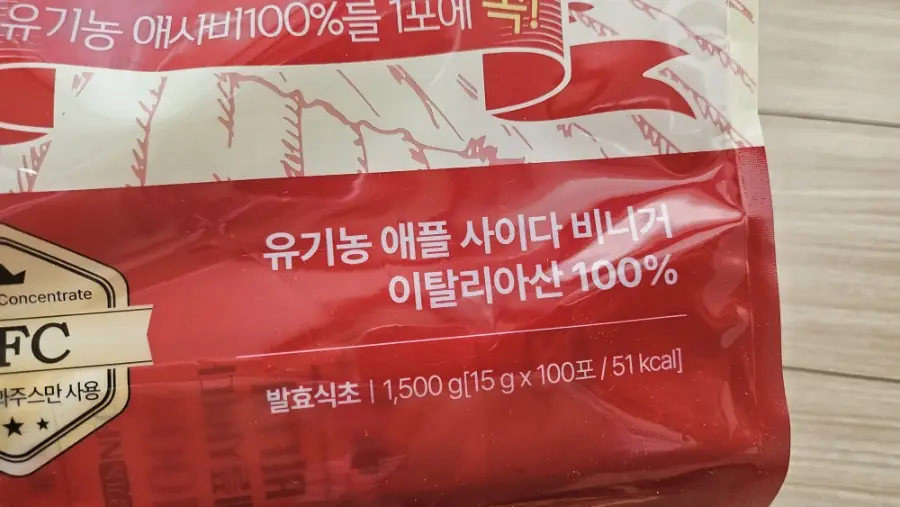 유기농 애사비100%를 1포에 콕!
유기농 애플 사이다 비니거
이탈리아산 100%
Concentrate
FC
주스만 사용
발효식초 | 1,500 g[15 g x 100포 / 51 kcal]